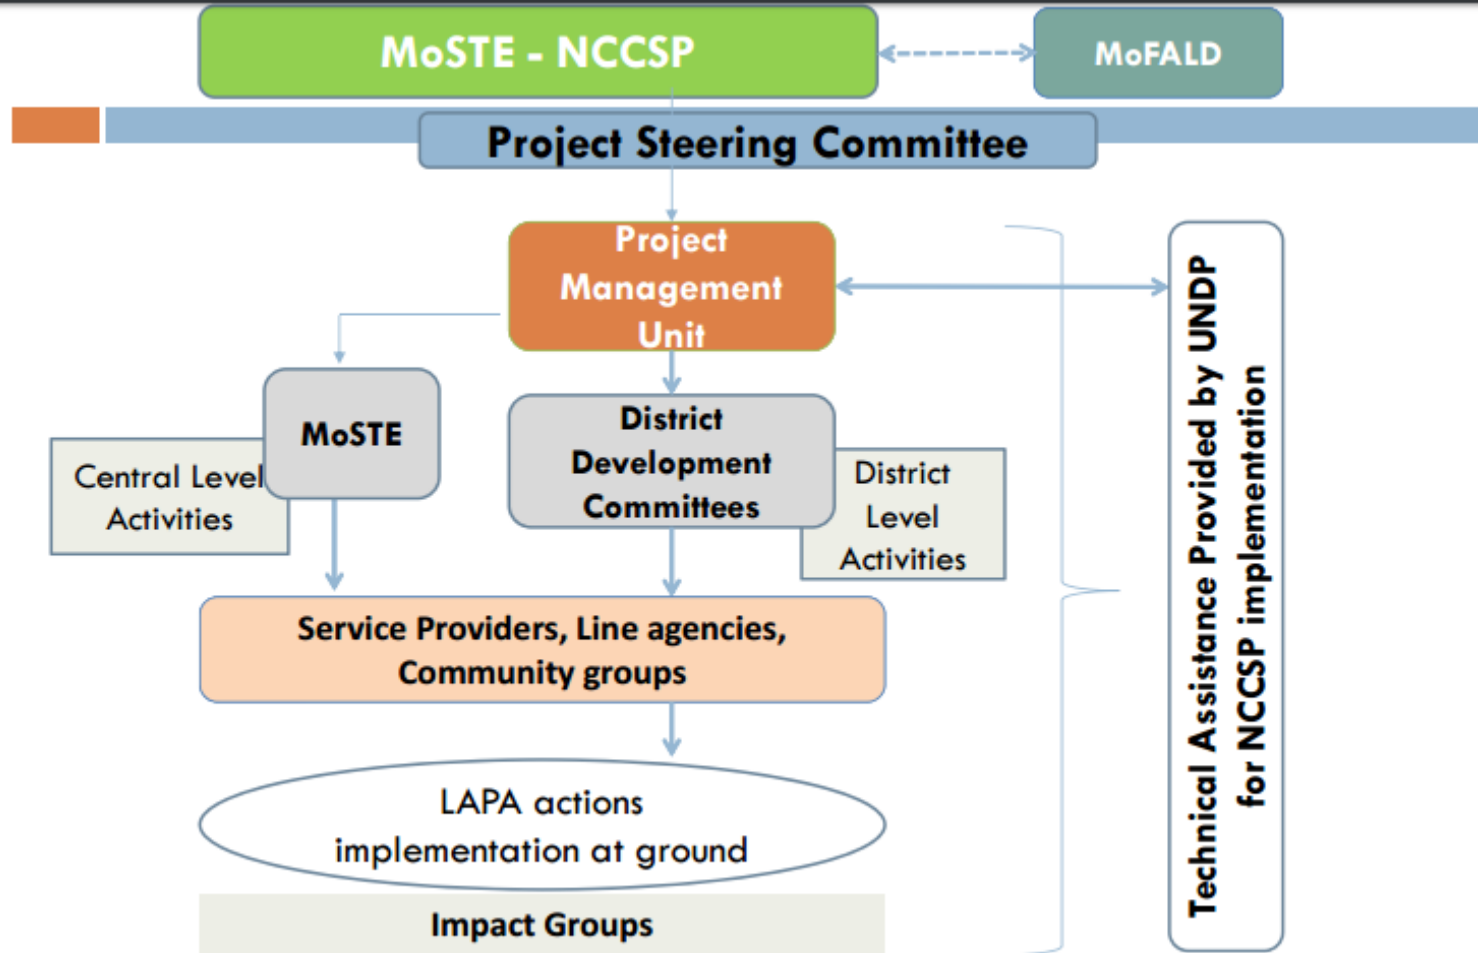 MoSTE - NCCSP
MoFALD
Project Steering Committee
Project
Management
Unit
MoSTE
Central Level
Activities
District
Development
Committees
District
Level
Activities
Service Providers, Line agencies,
Community groups
LAPA actions
implementation at ground
Impact Groups
Technical Assistance Provided by UNDP
for NCCSP implementation